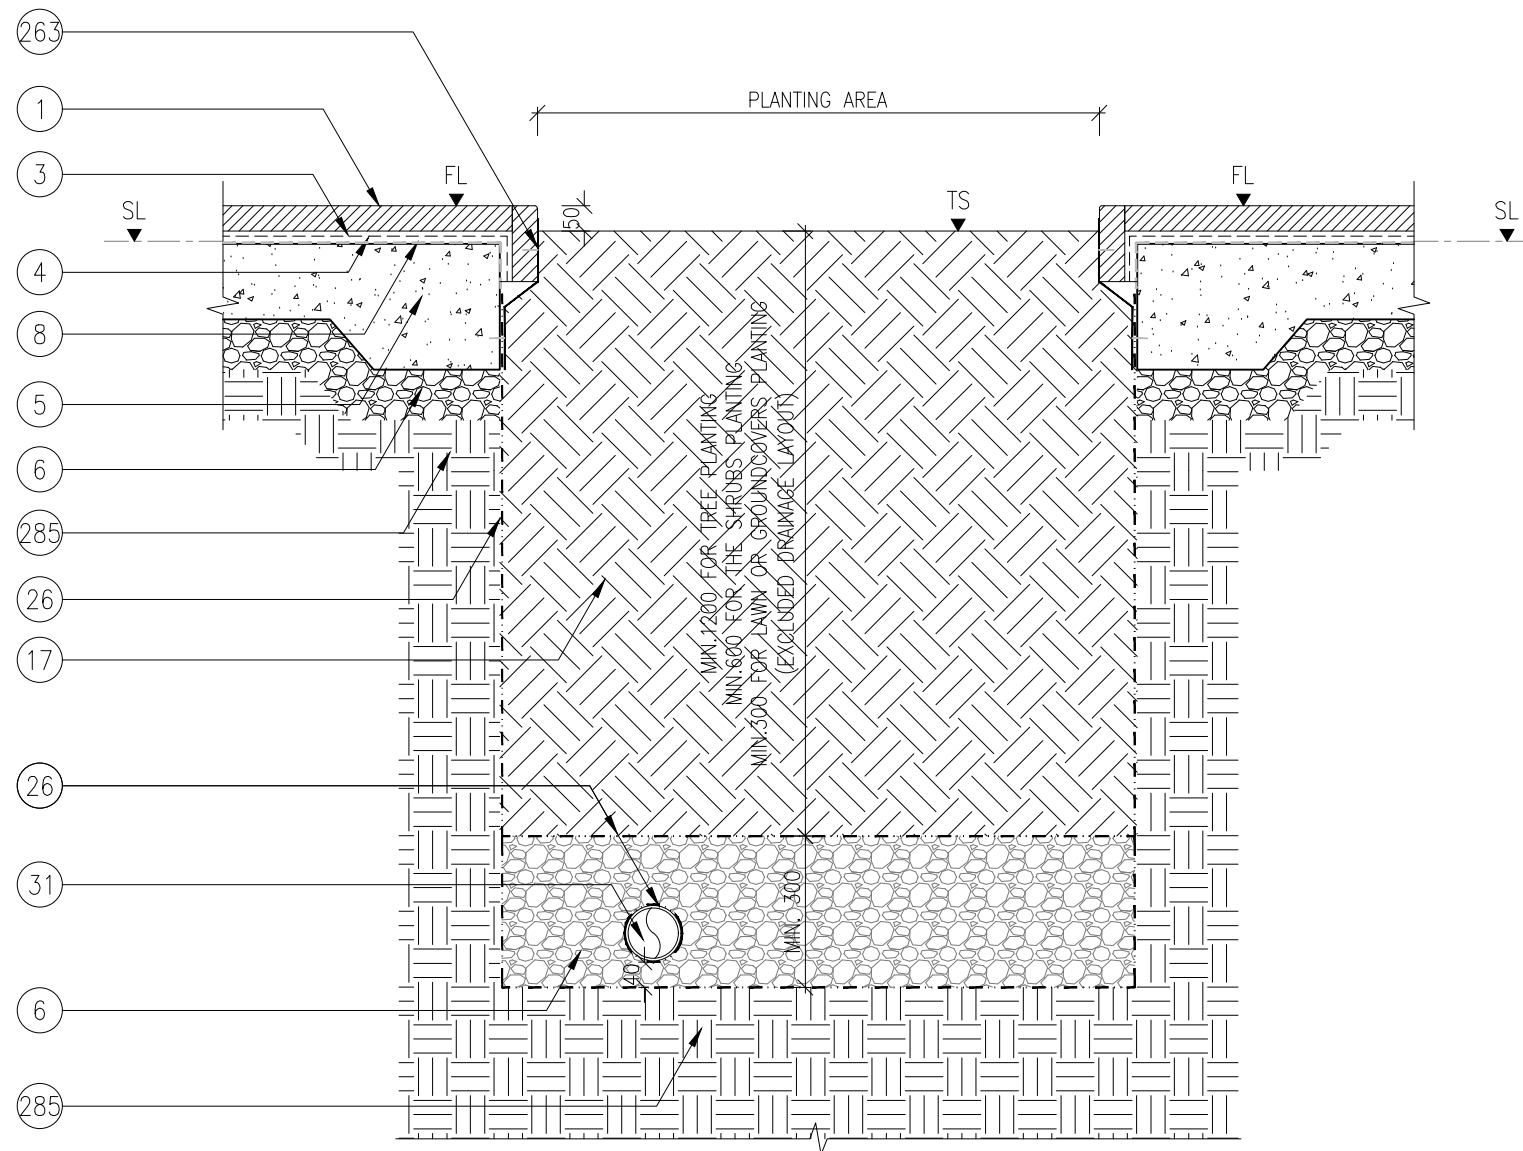 263
1
3
4
8
5
6
285
26
17
26
31
6
285
PLANTING AREA
FL
SL
50
TS
FL
SL
MIN.1200 FOR TREE PLANTING
MIN.600 FOR THE SHRUBS PLANTING
MIN.300 FOR LAWN OR GROUNDCOVERS PLANTING
(EXCLUDED DRAINAGE LAYOUT)
MIN. 300
40